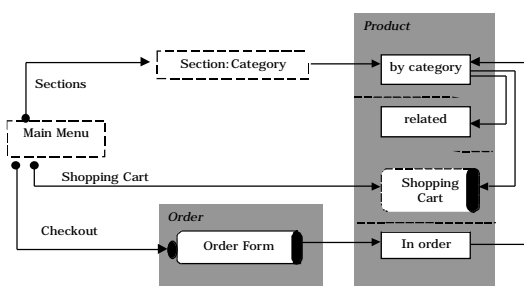 Product
Section:Category
by category
Sections
Main Menu
related
Shopping Cart
Shopping
Cart
Order
Checkout
Order Form
In order